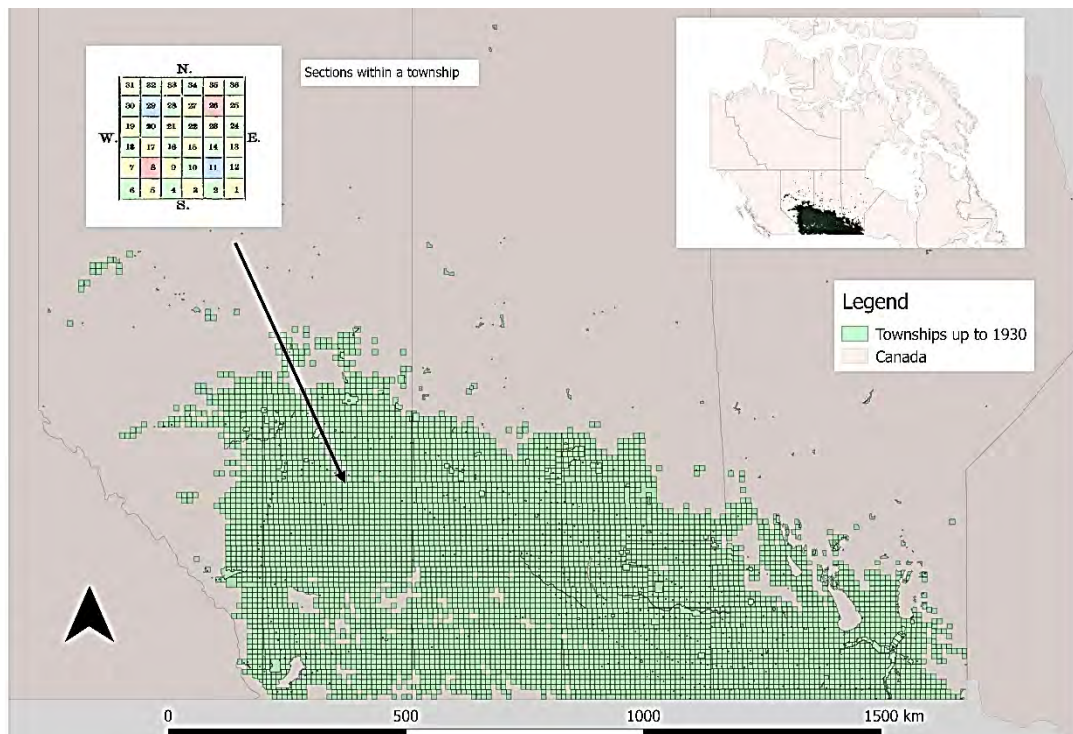 N.
31 32 33 34 35 36
30 29 28 27 26 25
19 20 21 22 23 24
W. 18 17 16 15 14 13 E.
7 8 9 10 11 12
6 5 4 3 2 1
S.
Sections within a township
Legend
Townships up to 1930
Canada
0 500 1000 1500 km